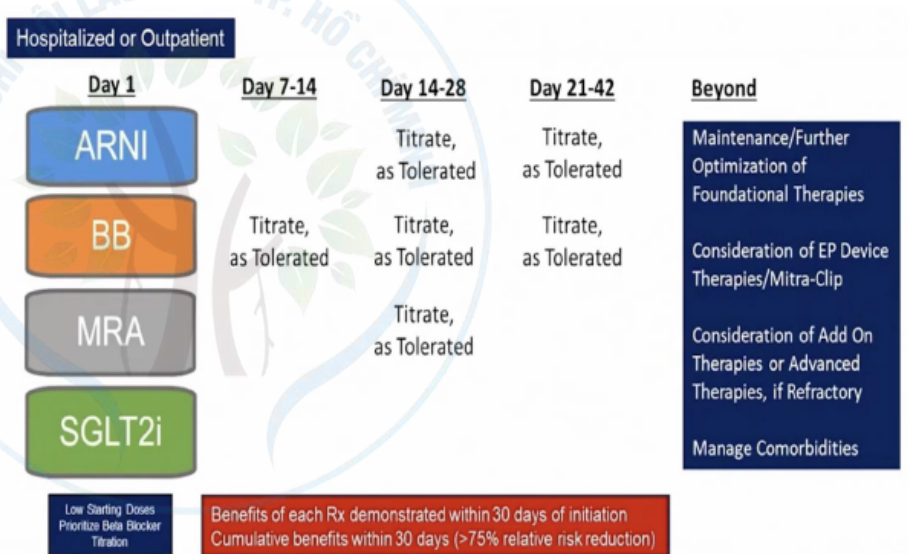 P. HỒ CHÍ MINH
Hospitalized or Outpatient
Day 1
Day 7-14
Day 14-28
Day 21-42
Beyond
ARNI
Titrate,
as Tolerated
Titrate,
as Tolerated
BB
Titrate,
as Tolerated
Titrate,
as Tolerated
Titrate,
as Tolerated
MRA
Titrate,
as Tolerated
SGLT2i
Maintenance/Further
Optimization of
Foundational Therapies
Consideration of EP Device
Therapies/Mitra-Clip
Consideration of Add On
Therapies or Advanced
Therapies, if Refractory
Manage Comorbidities
Low Starting Doses
Prioritize Beta Blocker
Titration
Benefits of each Rx demonstrated within 30 days of initiation
Cumulative benefits within 30 days (>75% relative risk reduction)